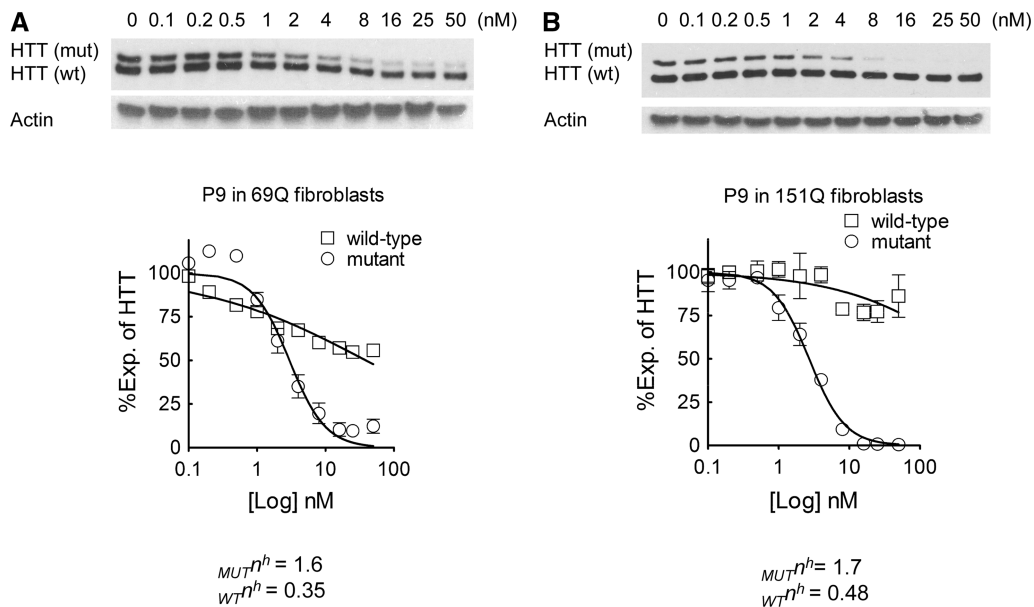 A
0 0.1 0.2 0.5 1 2 4 8 16 25 50 (nM)
HTT (mut)
HTT (wt)
Actin
P9 in 69Q fibroblasts
wild-type
mutant
100
75
50
25
0
%Exp. of HTT
0.1 1 10 100
[Log] nM
MUTnʰ = 1.6
WTnʰ = 0.35
B
0 0.1 0.2 0.5 1 2 4 8 16 25 50 (nM)
HTT (mut)
HTT (wt)
Actin
P9 in 151Q fibroblasts
wild-type
mutant
100
75
50
25
0
%Exp. of HTT
0.1 1 10 100
[Log] nM
MUTnʰ= 1.7
WTnʰ = 0.48